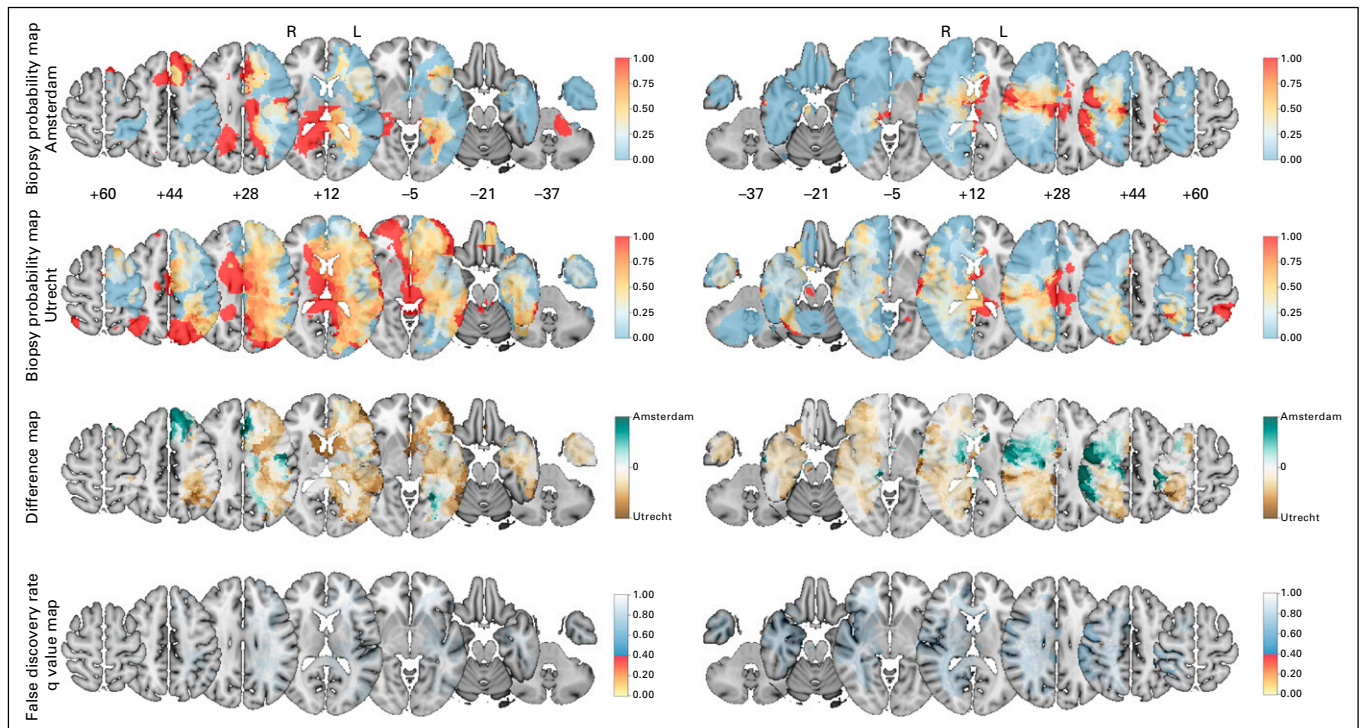 R L R L
Biopsy probability map
Amsterdam
1.00
0.75
0.50
0.25
0.00
1.00
0.75
0.50
0.25
0.00
+60 +44 +28 +12 −5 −21 −37
−37 −21 −5 +12 +28 +44 +60
Biopsy probability map
Utrecht
1.00
0.75
0.50
0.25
0.00
1.00
0.75
0.50
0.25
0.00
Difference map
Amsterdam
0
Utrecht
Amsterdam
0
Utrecht
False discovery rate
q value map
1.00
0.80
0.60
0.40
0.20
0.00
1.00
0.80
0.60
0.40
0.20
0.00